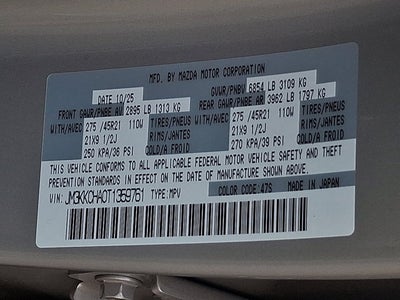 MFD. BY MAZDA MOTOR CORPORATION
DATE 10/25 GVWR/PNBV 6854 LB 3109 KG
FRONT GAWR/PNBE AV 2895 LB 1313 KG REAR GAWR/PNBE AR 3962 LB 1797 KG
WITH/AVEC 275 /45R21 110W TIRES/PNEUS WITH/AVEC 275 /45R21 110W TIRES/PNEUS
21X9 1/2J RIMS/JANTES 21X9 1/2J RIMS/JANTES
250 KPA/36 PSI COLD/A FROID 270 KPA/39 PSI COLD/A FROID
THIS VEHICLE CONFORMS TO ALL APPLICABLE FEDERAL MOTOR VEHICLE SAFETY AND THEFT
PREVENTION STANDARDS IN EFFECT ON THE DATE OF MANUFACTURE SHOWN ABOVE.
VIN: TYPE:MPV COLOR CODE:47S MADE IN JAPAN